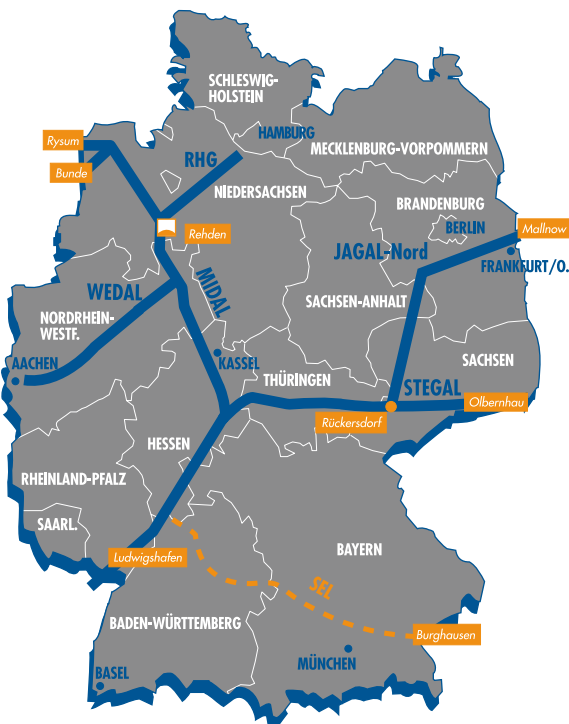 SCHLESWIG-
HOLSTEIN
HAMBURG
Rysum
MECKLENBURG-VORPOMMERN
RHG
Bunde
NIEDERSACHSEN
BRANDENBURG
BERLIN
Mallnow
Rehden
JAGAL-Nord
FRANKFURT/O.
WEDAL
MIDAL
SACHSEN-ANHALT
NORDRHEIN-
WESTF.
AACHEN
KASSEL
SACHSEN
THÜRINGEN
STEGAL
Olbernhau
Rückersdorf
HESSEN
RHEINLAND-PFALZ
SAARL.
Ludwigshafen
BAYERN
SEL
BADEN-WÜRTTEMBERG
Burghausen
MÜNCHEN
BASEL